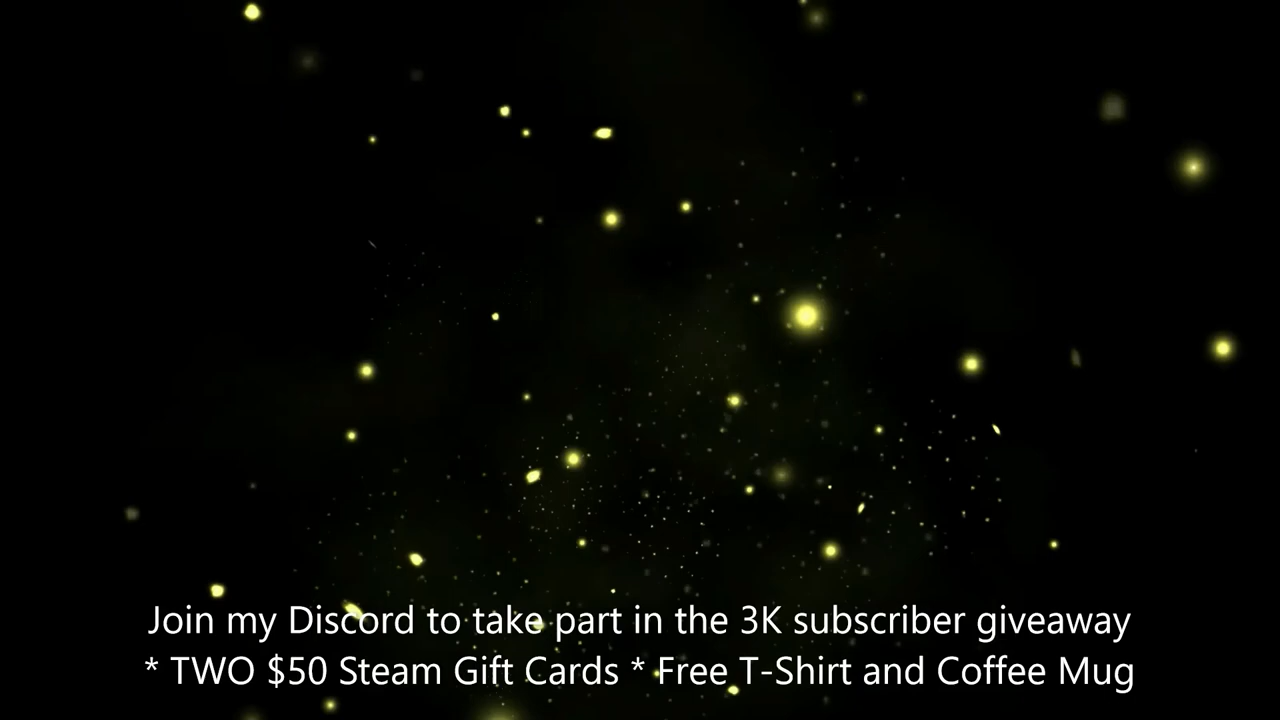 Join my Discord to take part in the 3K subscriber giveaway
* TWO $50 Steam Gift Cards * Free T-Shirt and Coffee Mug